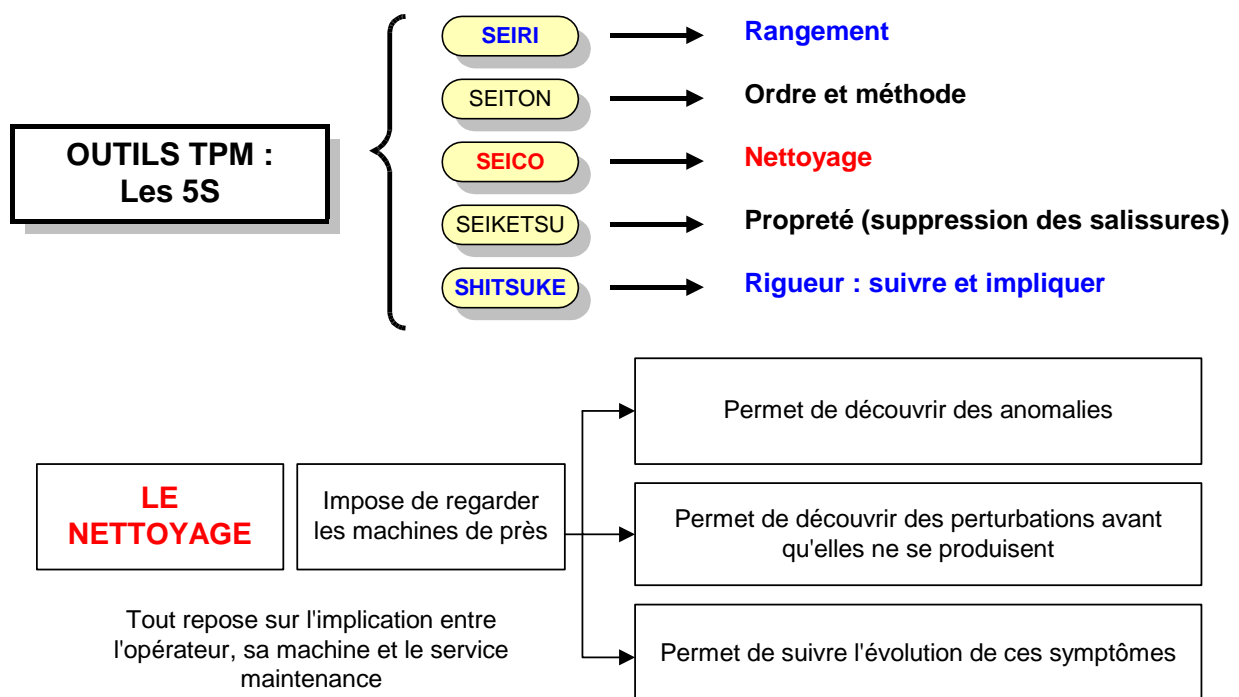 OUTILS TPM :
Les 5S
SEIRI
Rangement
SEITON
Ordre et méthode
SEICO
Nettoyage
SEIKETSU
Propreté (suppression des salissures)
SHITSUKE
Rigueur : suivre et impliquer
LE
NETTOYAGE
Impose de regarder
les machines de près
Permet de découvrir des anomalies
Permet de découvrir des perturbations avant
qu'elles ne se produisent
Permet de suivre l'évolution de ces symptômes
Tout repose sur l'implication entre
l'opérateur, sa machine et le service
maintenance